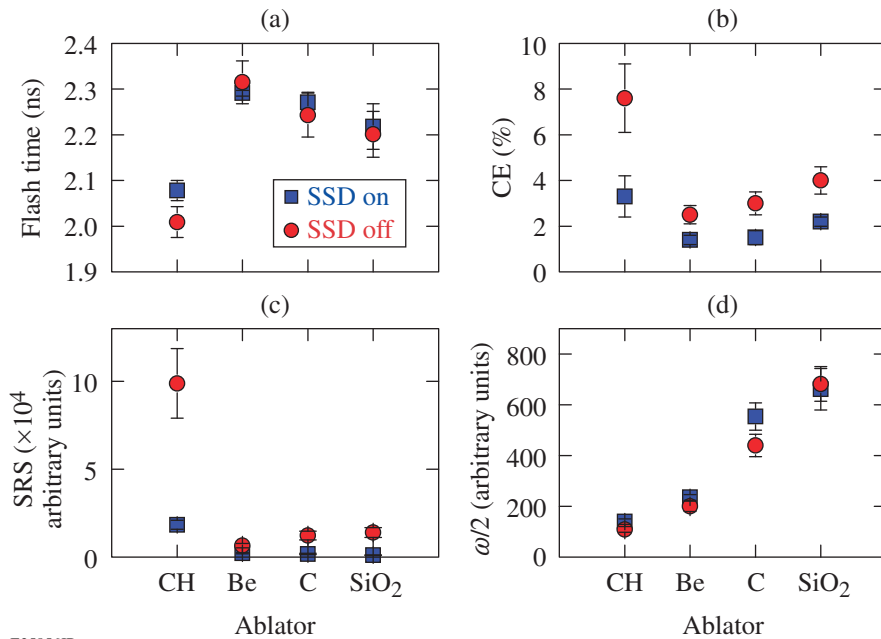 (a)
Flash time (ns)
2.4
2.3
2.2
2.1
2.0
1.9
SSD on
SSD off
(b)
CE (%)
10
8
6
4
2
0
(c)
SRS (×10⁴
arbitrary units)
10
5
0
CH Be C SiO₂
Ablator
(d)
ω/2 (arbitrary units)
800
600
400
200
0
CH Be C SiO₂
Ablator